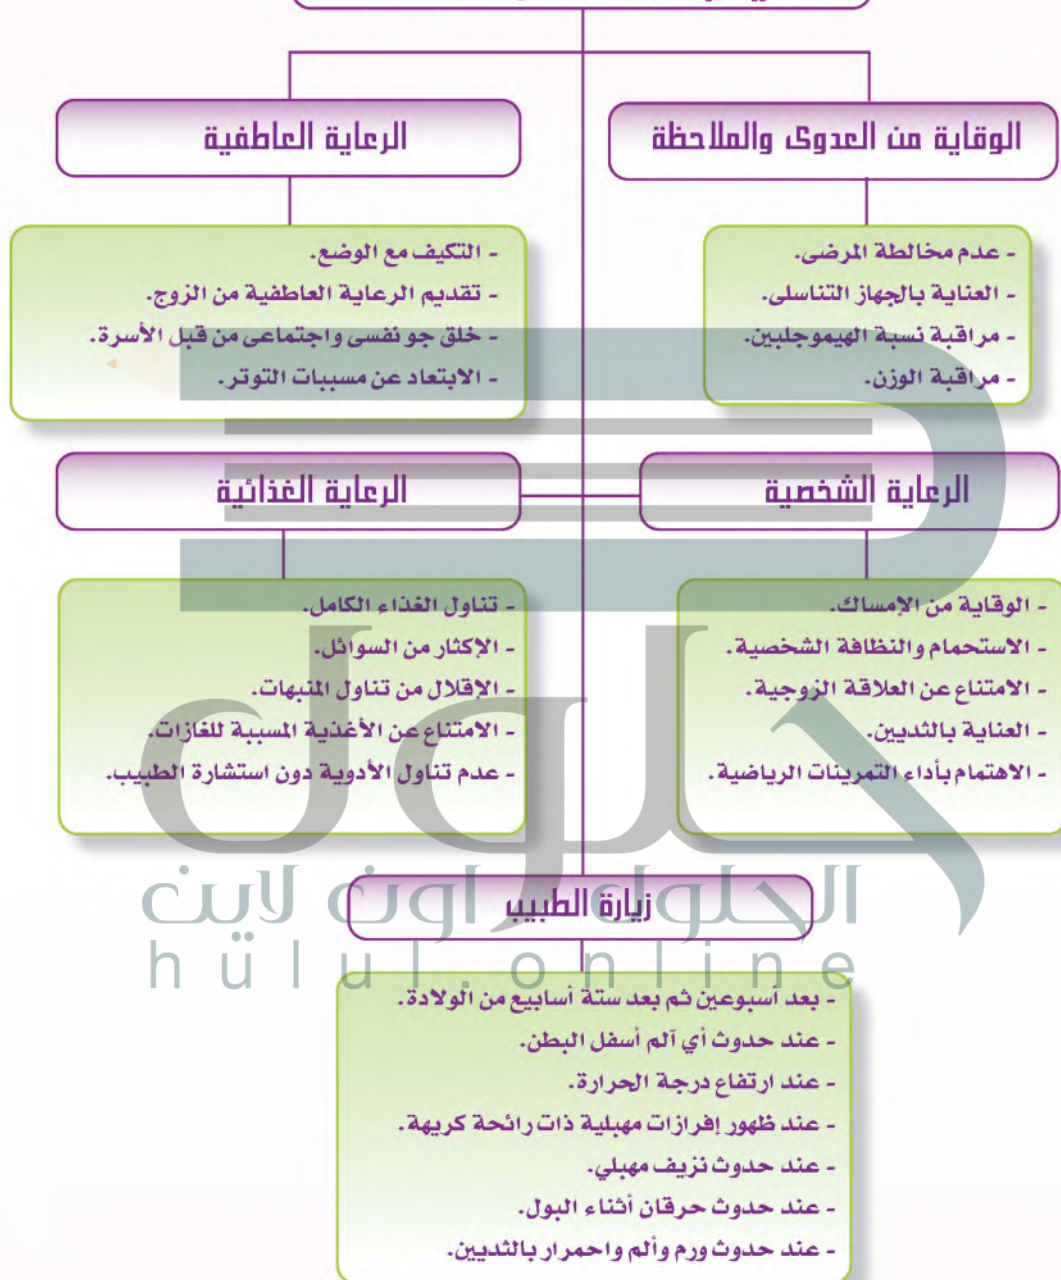 الوقاية من العدوى والملاحظة
- عدم مخالطة المرضى.
- العناية بالجهاز التناسلى.
- مراقبة نسبة الهيموجلبين.
- مراقبة الوزن.
الرعاية العاطفية
- التكيف مع الوضع.
- تقديم الرعاية العاطفية من الزوج.
- خلق جو نفسى واجتماعى من قبل الأسرة.
- الابتعاد عن مسببات التوتر.
الرعاية الشخصية
- الوقاية من الإمساك.
- الاستحمام والنظافة الشخصية.
- الامتناع عن العلاقة الزوجية.
- العناية بالثديين.
- الاهتمام بأداء التمرينات الرياضية.
الرعاية الغذائية
- تناول الغذاء الكامل.
- الإكثار من السوائل.
- الإقلال من تناول المنبهات.
- الامتناع عن الأغذية المسببة للغازات.
- عدم تناول الأدوية دون استشارة الطبيب.
زيارة الطبيب
- بعد أسبوعين ثم بعد ستة أسابيع من الولادة.
- عند حدوث أي آلم أسفل البطن.
- عند ارتفاع درجة الحرارة.
- عند ظهور إفرازات مهبلية ذات رائحة كريهة.
- عند حدوث نزيف مهبلي.
- عند حدوث حرقان أثناء البول.
- عند حدوث ورم وألم واحمرار بالثديين.
حلول
الحلول اون لاين
hülul.online